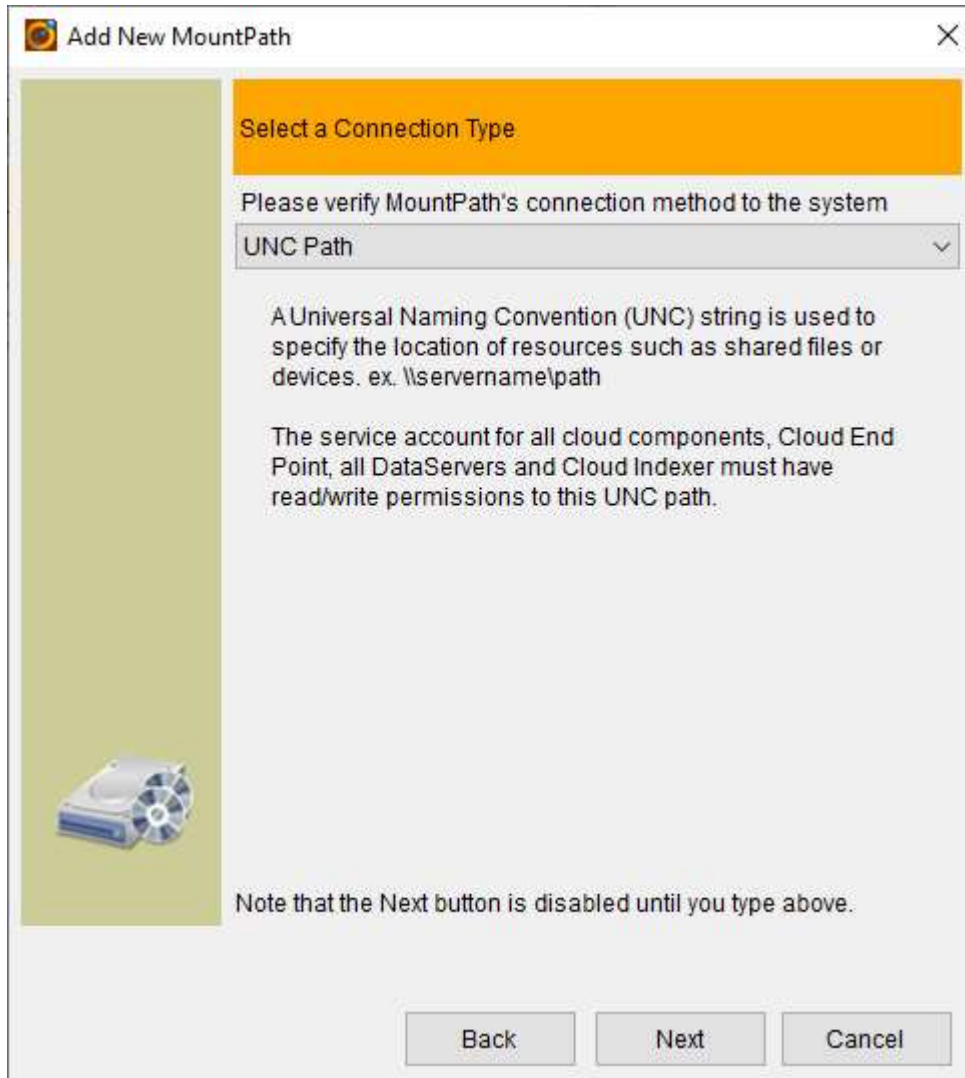 Add New MountPath
Select a Connection Type
Please verify MountPath's connection method to the system
UNC Path
A Universal Naming Convention (UNC) string is used to
specify the location of resources such as shared files or
devices. ex. \\servername\path
The service account for all cloud components, Cloud End
Point, all DataServers and Cloud Indexer must have
read/write permissions to this UNC path.
Note that the Next button is disabled until you type above.
Back Next Cancel